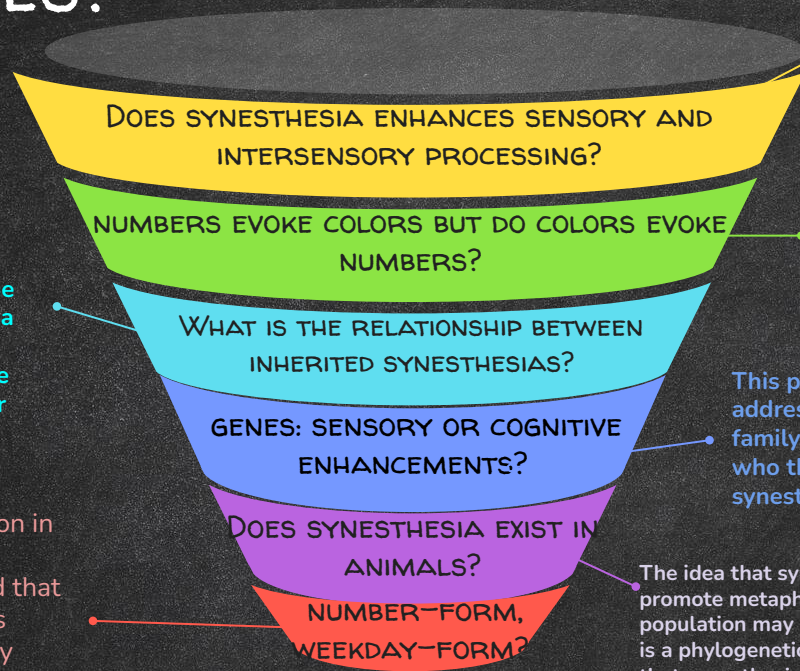 Does synesthesia enhances sensory and
intersensory processing?
numbers evoke colors but do colors evoke
numbers?
What is the relationship between
inherited synesthesias?
genes: sensory or cognitive
enhancements?
Does synesthesia exist in
animals?
number-form,
weekday-form?
e
a
e
r
on in
d that
s
y
This p
addres
family
who th
synest
The idea that sy
promote metaph
population may
is a phylogenetic